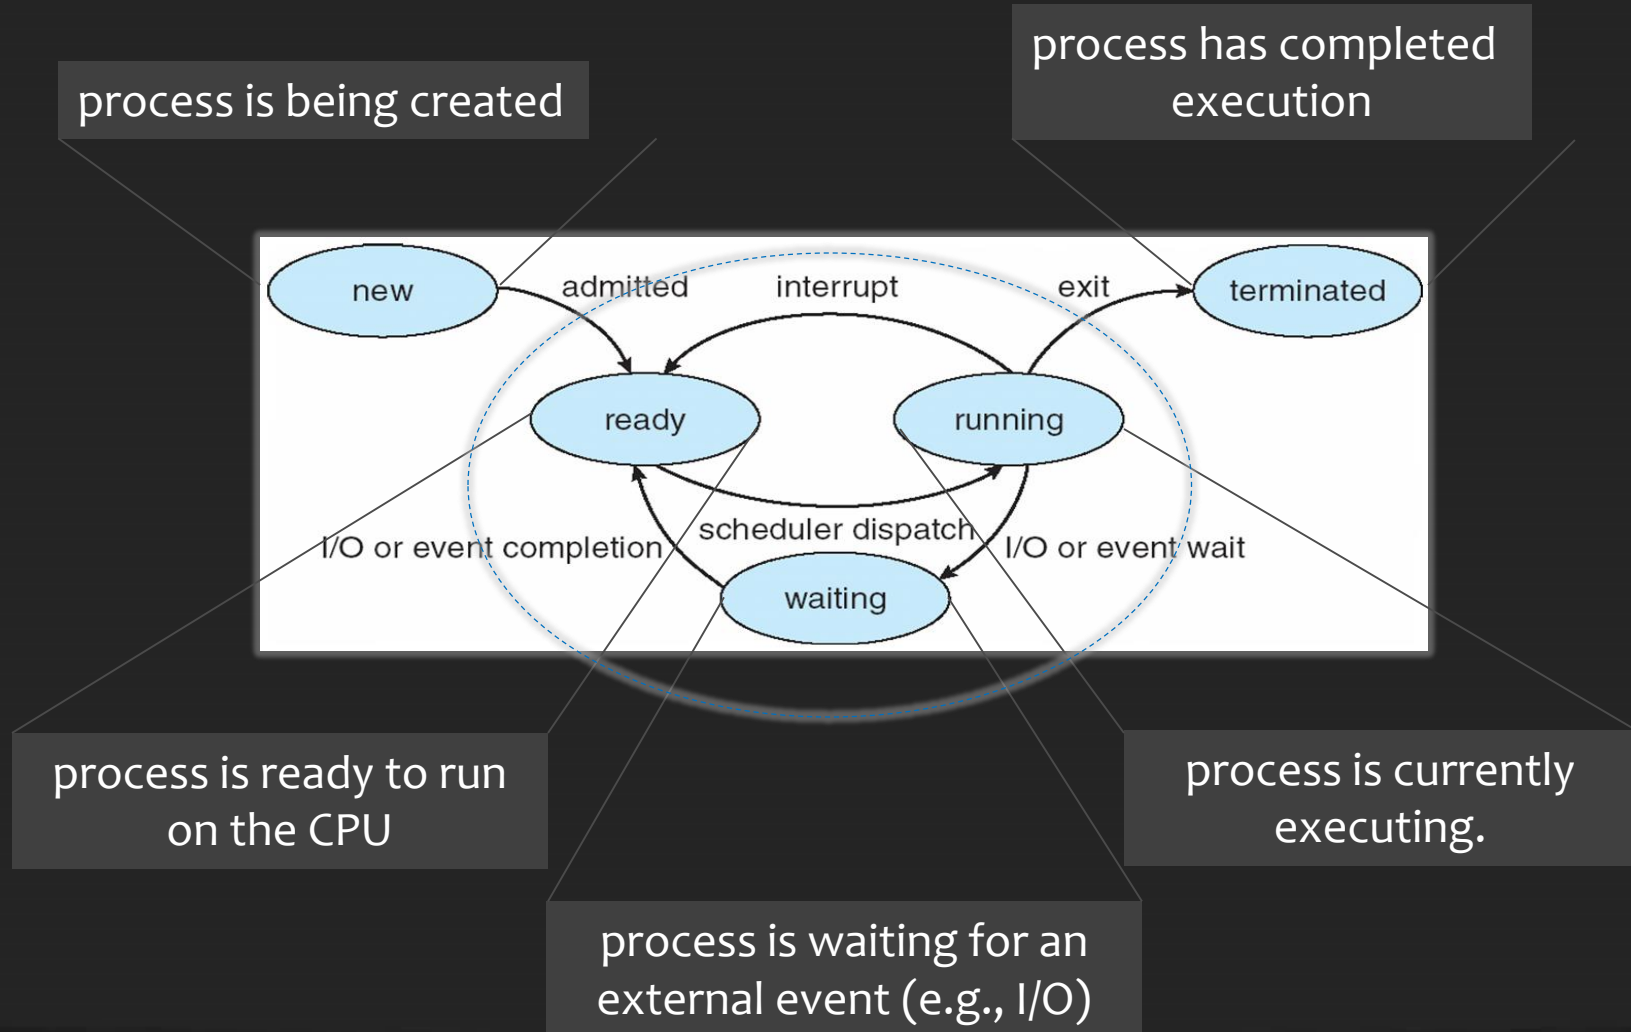 process has completed
execution
process is being created
new
admitted
interrupt
exit
terminated
ready
running
scheduler dispatch
I/O or event completion
I/O or event wait
waiting
process is ready to run
on the CPU
process is currently
executing.
process is waiting for an
external event (e.g., I/O)